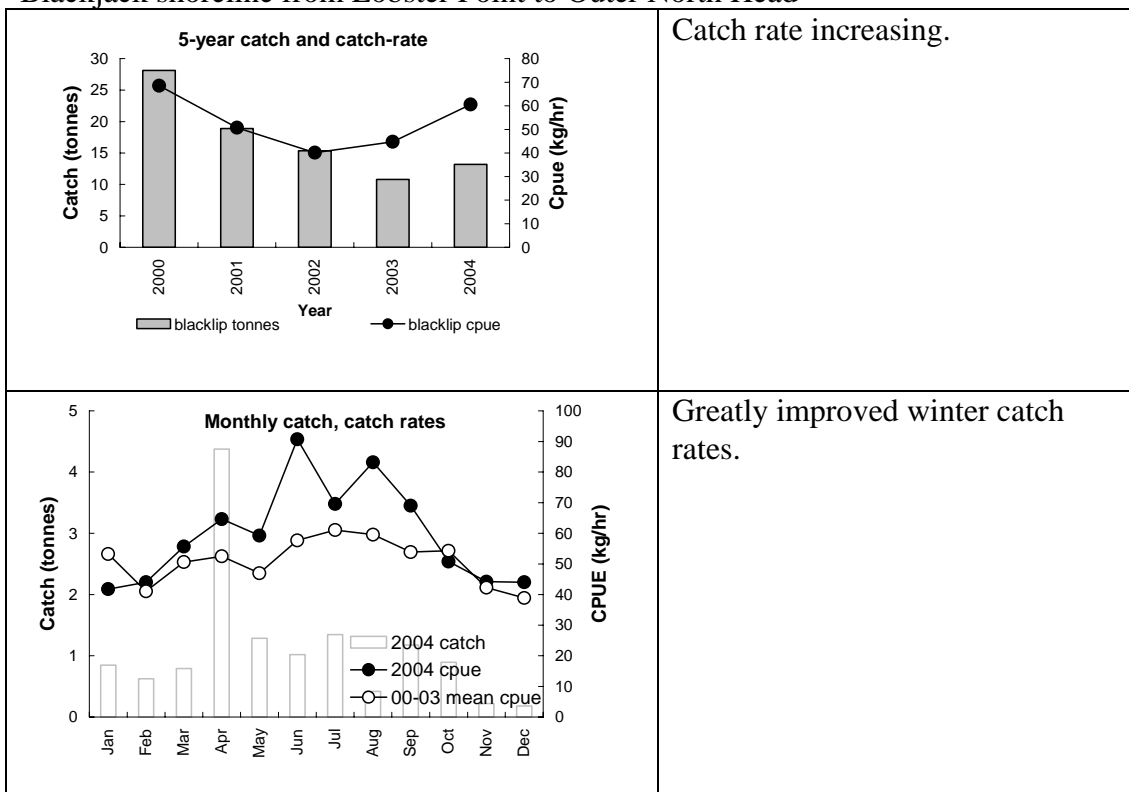 Blackjack shoreline from Lobster Point to Outer North Head
5-year catch and catch-rate
Catch rate increasing.
30
25
20
15
10
5
0
Catch (tonnes)
80
70
60
50
40
30
20
10
0
Cpue (kg/hr)
2000
2001
2002
2003
2004
Year
blacklip tonnes
blacklip cpue
Monthly catch, catch rates
Greatly improved winter catch
rates.
5
4
3
2
1
0
Catch (tonnes)
100
90
80
70
60
50
40
30
20
10
0
CPUE (kg/hr)
2004 catch
2004 cpue
00-03 mean cpue
Jan
Feb
Mar
Apr
May
Jun
Jul
Aug
Sep
Oct
Nov
Dec